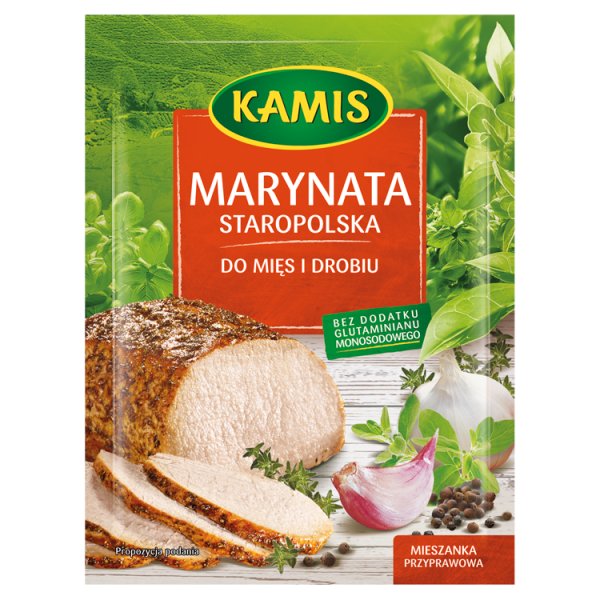 KAMIS
MARYNATA
STAROPOLSKA
DO MIĘS I DROBIU
BEZ DODATKU
GLUTAMINIANU
MONOSODOWEGO
Propozycja podania
MIESZANKA
PRZYPRAWOWA